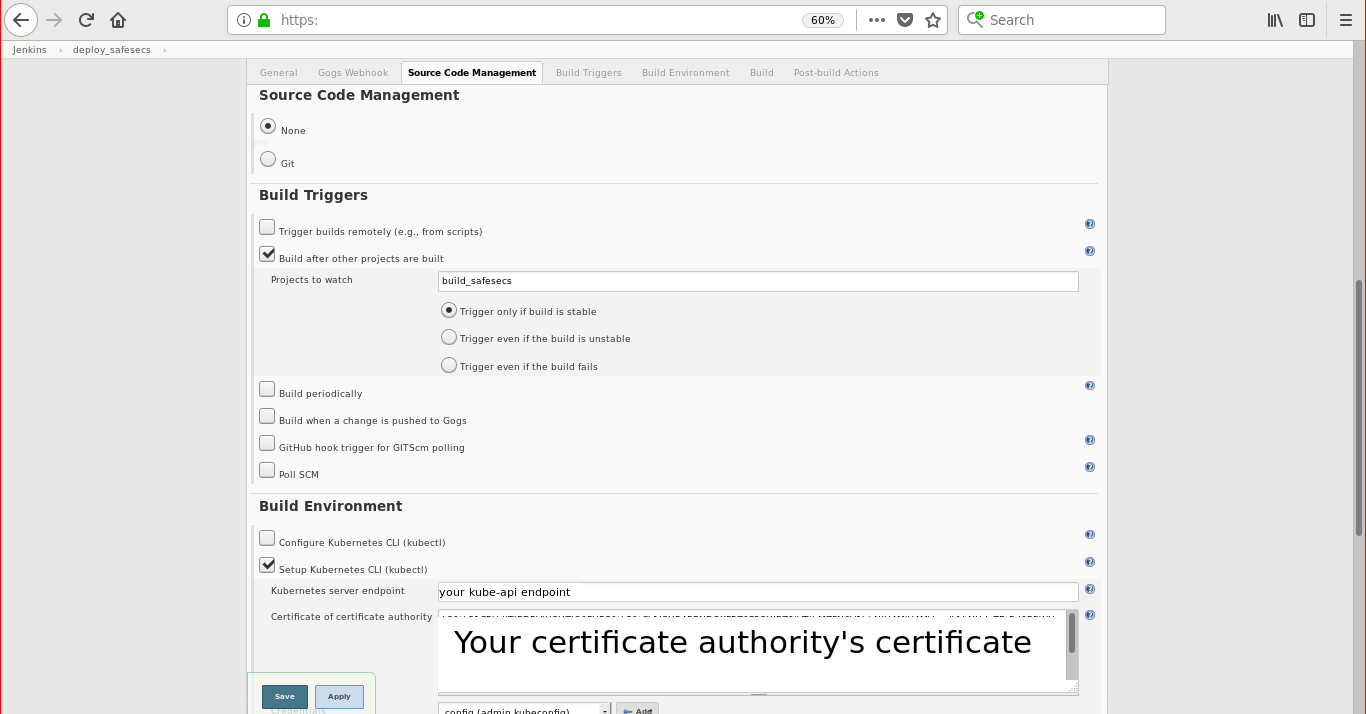 https:
60%
Search
Jenkins
deploy_safesecs
General
Gogs Webhook
Source Code Management
Build Triggers
Build Environment
Build
Post-build Actions
Source Code Management
None
Git
Build Triggers
Trigger builds remotely (e.g., from scripts)
Build after other projects are built
Projects to watch
build_safesecs
Trigger only if build is stable
Trigger even if the build is unstable
Trigger even if the build fails
Build periodically
Build when a change is pushed to Gogs
GitHub hook trigger for GITScm polling
Poll SCM
Build Environment
Configure Kubernetes CLI (kubectl)
Setup Kubernetes CLI (kubectl)
Kubernetes server endpoint
your kube-api endpoint
Certificate of certificate authority
Your certificate authority's certificate
Save
Apply
Credentials
config (admin kubeconfig)
Add